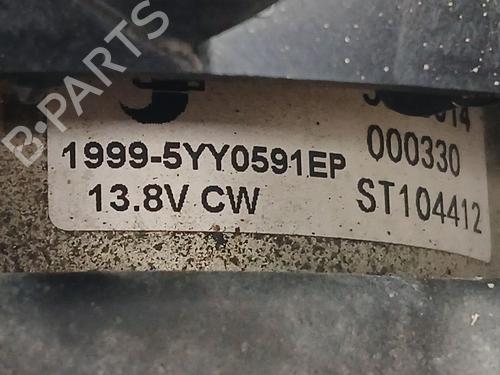 B-PARTS
1999-5YY0591EP
13.8V CW
000330
ST104412